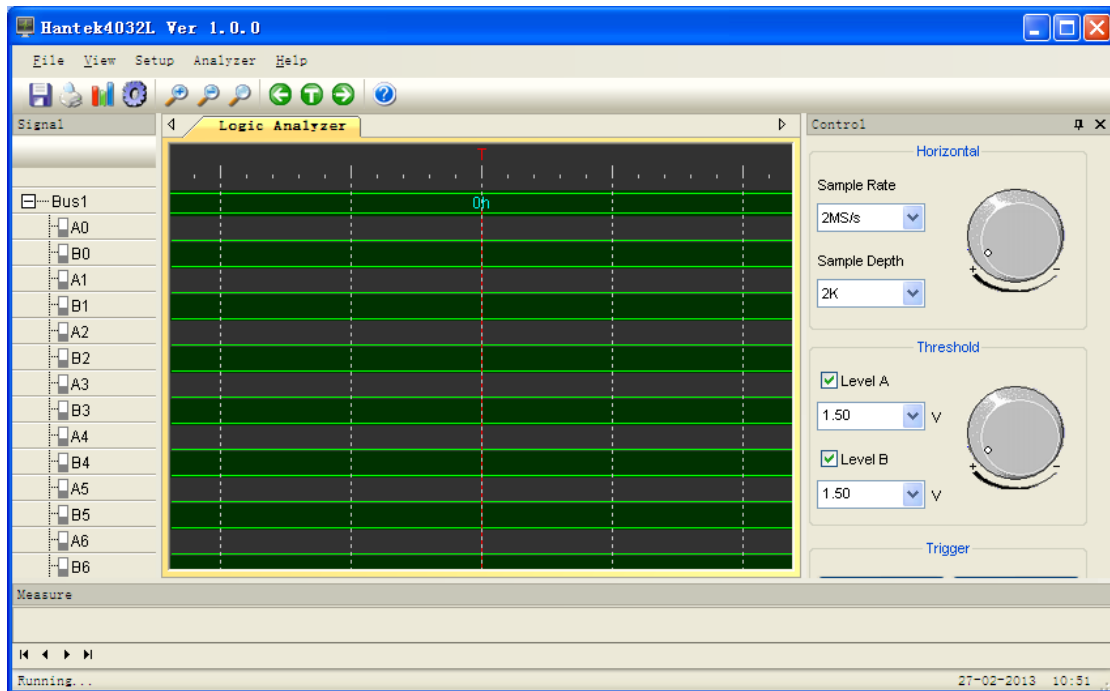 Hantek4032L Ver 1.0.0
File View Setup Analyzer Help
Signal
Logic Analyzer
Control
T
Horizontal
Sample Rate
2MS/s
Sample Depth
2K
Bus1
0h
A0
B0
A1
B1
A2
B2
A3
B3
A4
B4
A5
B5
A6
B6
Threshold
Level A
1.50 V
Level B
1.50 V
Trigger
Measure
Running...
27-02-2013 10:51